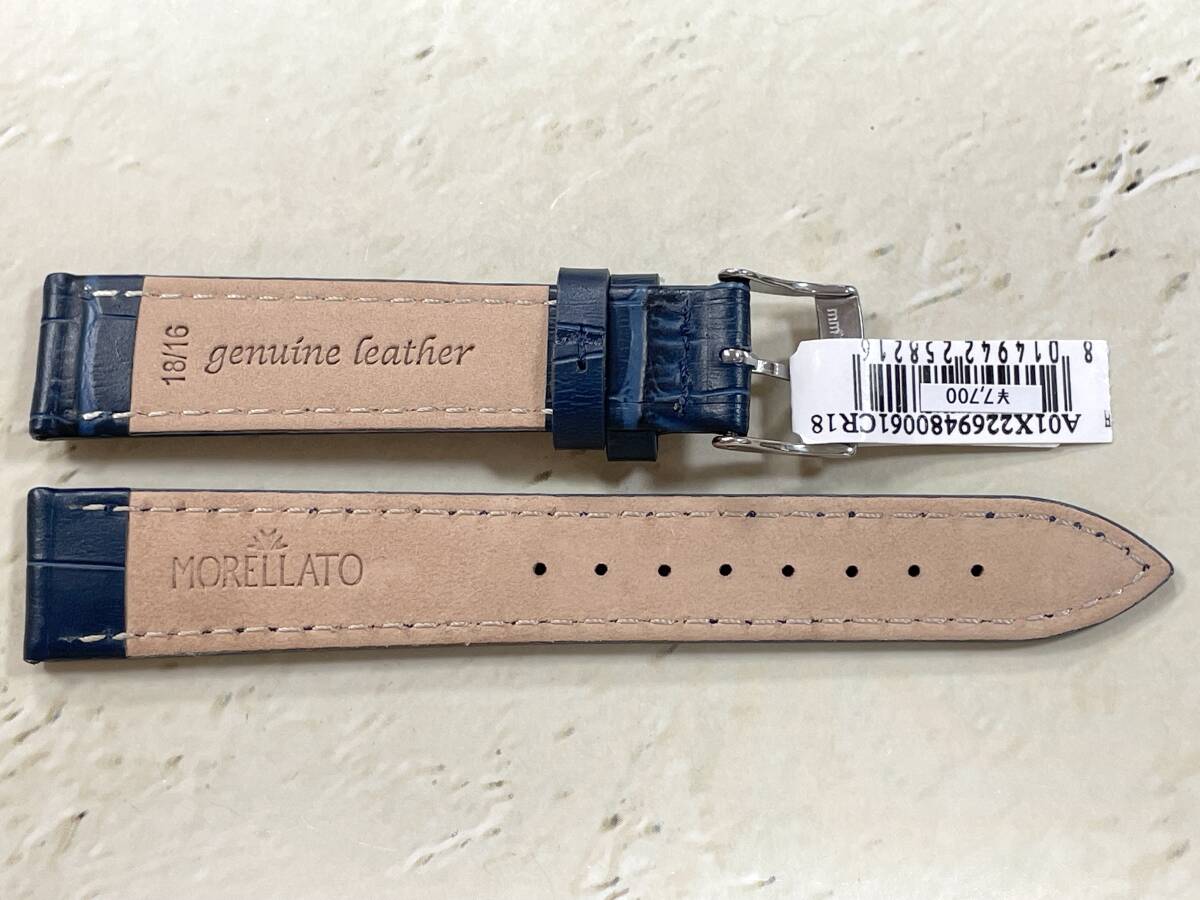 18/16
genuine leather
8 014942 258216
¥7,700
A01X2269480061CR18
H
MORELLATO